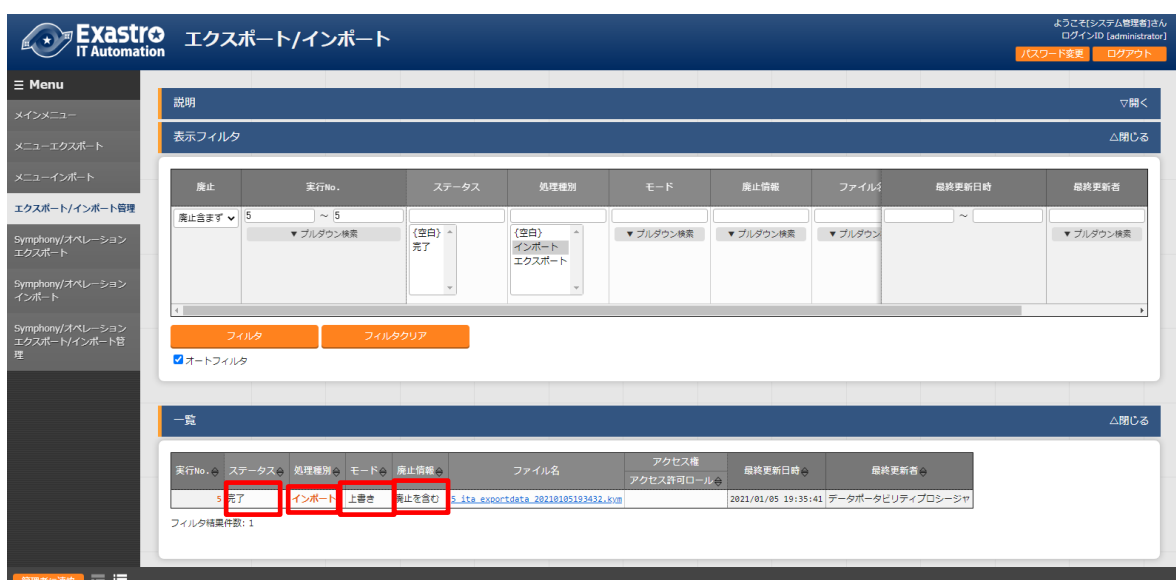 Exastro
IT Automation
エクスポート/インポート
ようこそ[システム管理者]さん
ログインID [administrator]
パスワード変更
ログアウト
☰ Menu
メインメニュー
メニューエクスポート
メニューインポート
エクスポート/インポート管理
Symphony/オペレーション
エクスポート
Symphony/オペレーション
インポート
Symphony/オペレーション
エクスポート/インポート管
理
説明 ▽開く
表示フィルタ △閉じる
廃止 実行No. ステータス 処理種別 モード 廃止情報 ファイル名 最終更新日時 最終更新者
廃止含まず 5 ~ 5 ~
▼ プルダウン検索 {空白} {空白} ▼ プルダウン検索 ▼ プルダウン検索 ▼ プルダウン ▼ プルダウン検索
完了 インポート
エクスポート
フィルタ フィルタクリア
オートフィルタ
一覧 △閉じる
実行No. ステータス 処理種別 モード 廃止情報 ファイル名 アクセス権 最終更新日時 最終更新者
アクセス許可ロール
5 完了 インポート 上書き 廃止を含む 5_ita_exportdata_20210105193432.kym 2021/01/05 19:35:41 データポータビリティプロシージャ
フィルタ結果件数: 1